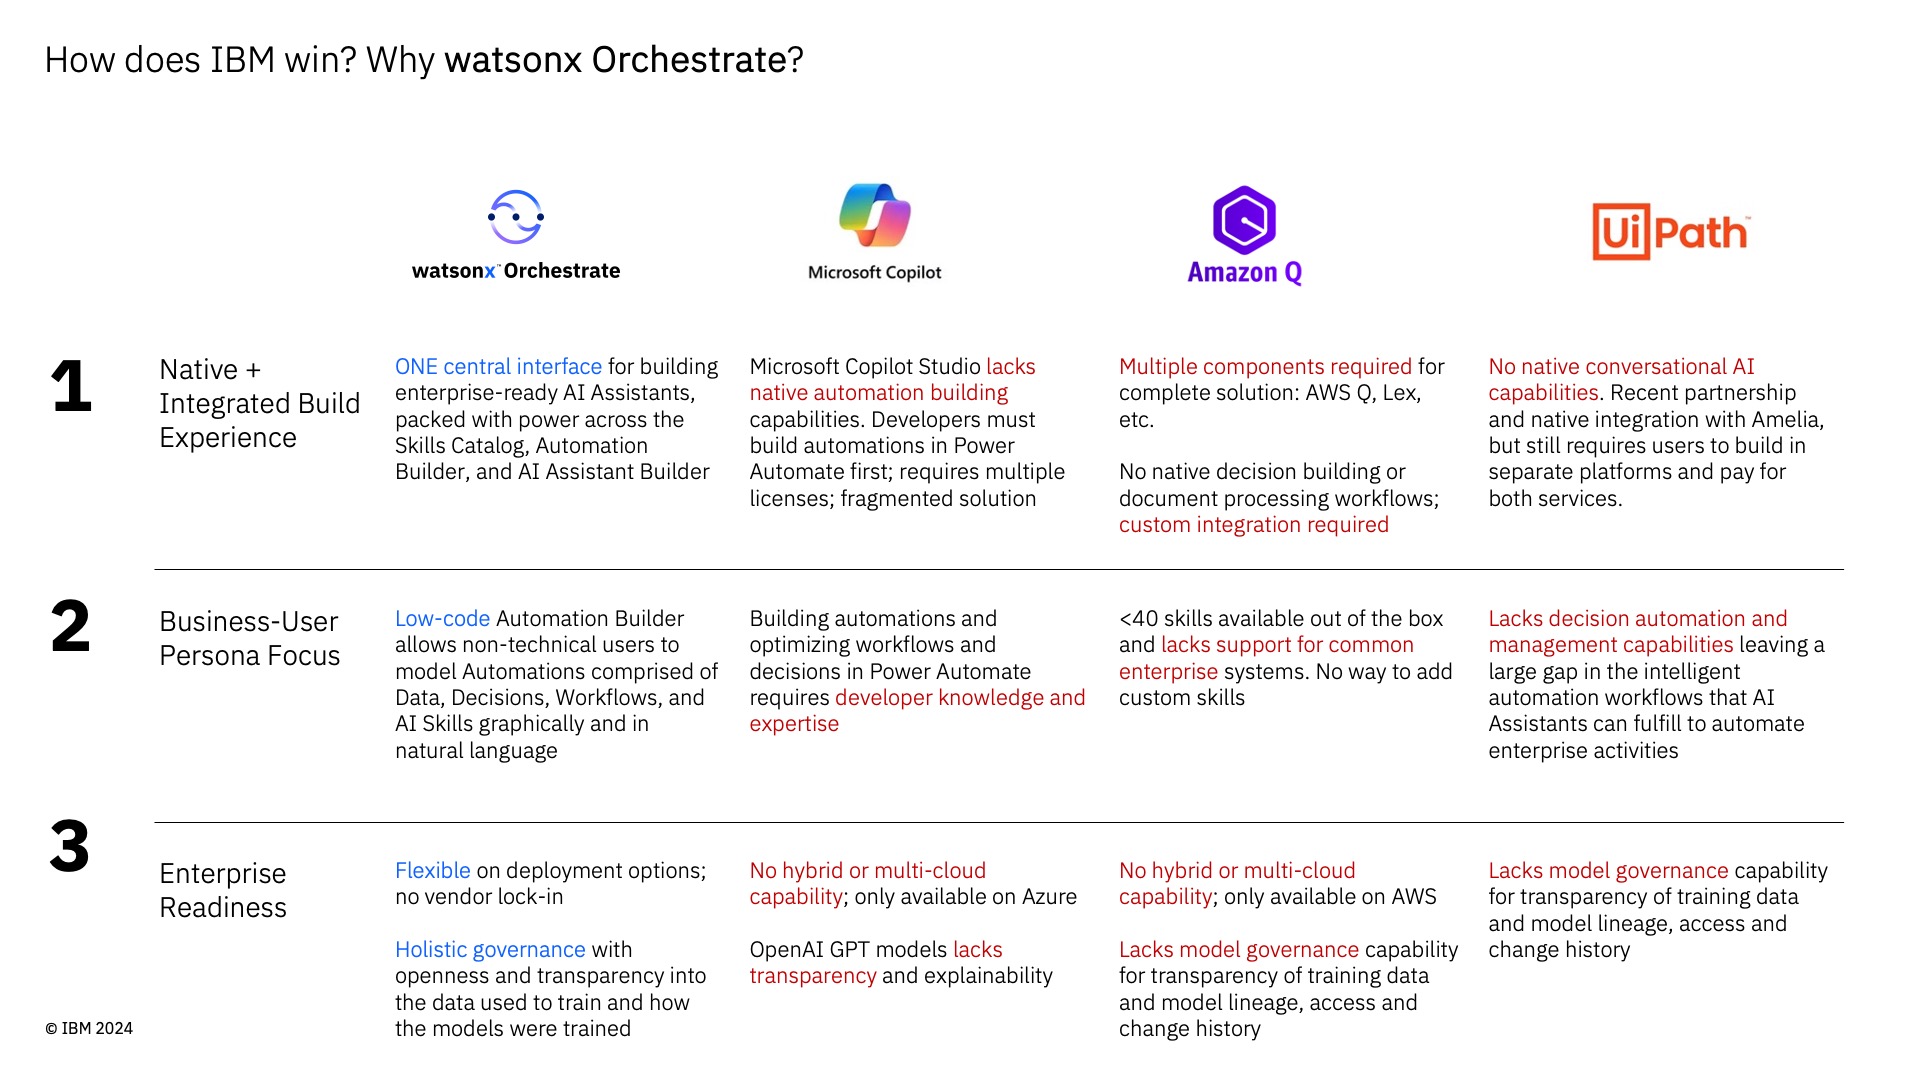 How does IBM win? Why watsonx Orchestrate?
watsonx™ Orchestrate
Microsoft Copilot
Amazon Q
UiPath™
1
Native +
Integrated Build
Experience
ONE central interface for building
enterprise-ready AI Assistants,
packed with power across the
Skills Catalog, Automation
Builder, and AI Assistant Builder
Microsoft Copilot Studio lacks
native automation building
capabilities. Developers must
build automations in Power
Automate first; requires multiple
licenses; fragmented solution
Multiple components required for
complete solution: AWS Q, Lex,
etc.
No native decision building or
document processing workflows;
custom integration required
No native conversational AI
capabilities. Recent partnership
and native integration with Amelia,
but still requires users to build in
separate platforms and pay for
both services.
2
Business-User
Persona Focus
Low-code Automation Builder
allows non-technical users to
model Automations comprised of
Data, Decisions, Workflows, and
AI Skills graphically and in
natural language
Building automations and
optimizing workflows and
decisions in Power Automate
requires developer knowledge and
expertise
<40 skills available out of the box
and lacks support for common
enterprise systems. No way to add
custom skills
Lacks decision automation and
management capabilities leaving a
large gap in the intelligent
automation workflows that AI
Assistants can fulfill to automate
enterprise activities
3
Enterprise
Readiness
Flexible on deployment options;
no vendor lock-in
Holistic governance with
openness and transparency into
the data used to train and how
the models were trained
No hybrid or multi-cloud
capability; only available on Azure
OpenAI GPT models lacks
transparency and explainability
No hybrid or multi-cloud
capability; only available on AWS
Lacks model governance capability
for transparency of training data
and model lineage, access and
change history
Lacks model governance capability
for transparency of training data
and model lineage, access and
change history
© IBM 2024